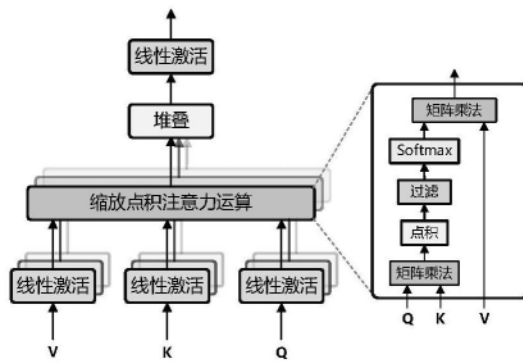 线性激活
堆叠
缩放点积注意力运算
线性激活
线性激活
线性激活
V
K
Q
矩阵乘法
Softmax
过滤
点积
矩阵乘法
Q
K
V